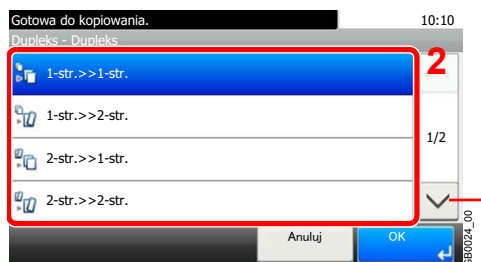 Gotowa do kopiowania. 10:10
Dupleks - Dupleks
2
1-str.>>1-str.
1-str.>>2-str.
1/2
2-str.>>1-str.
2-str.>>2-str.
Anuluj OK